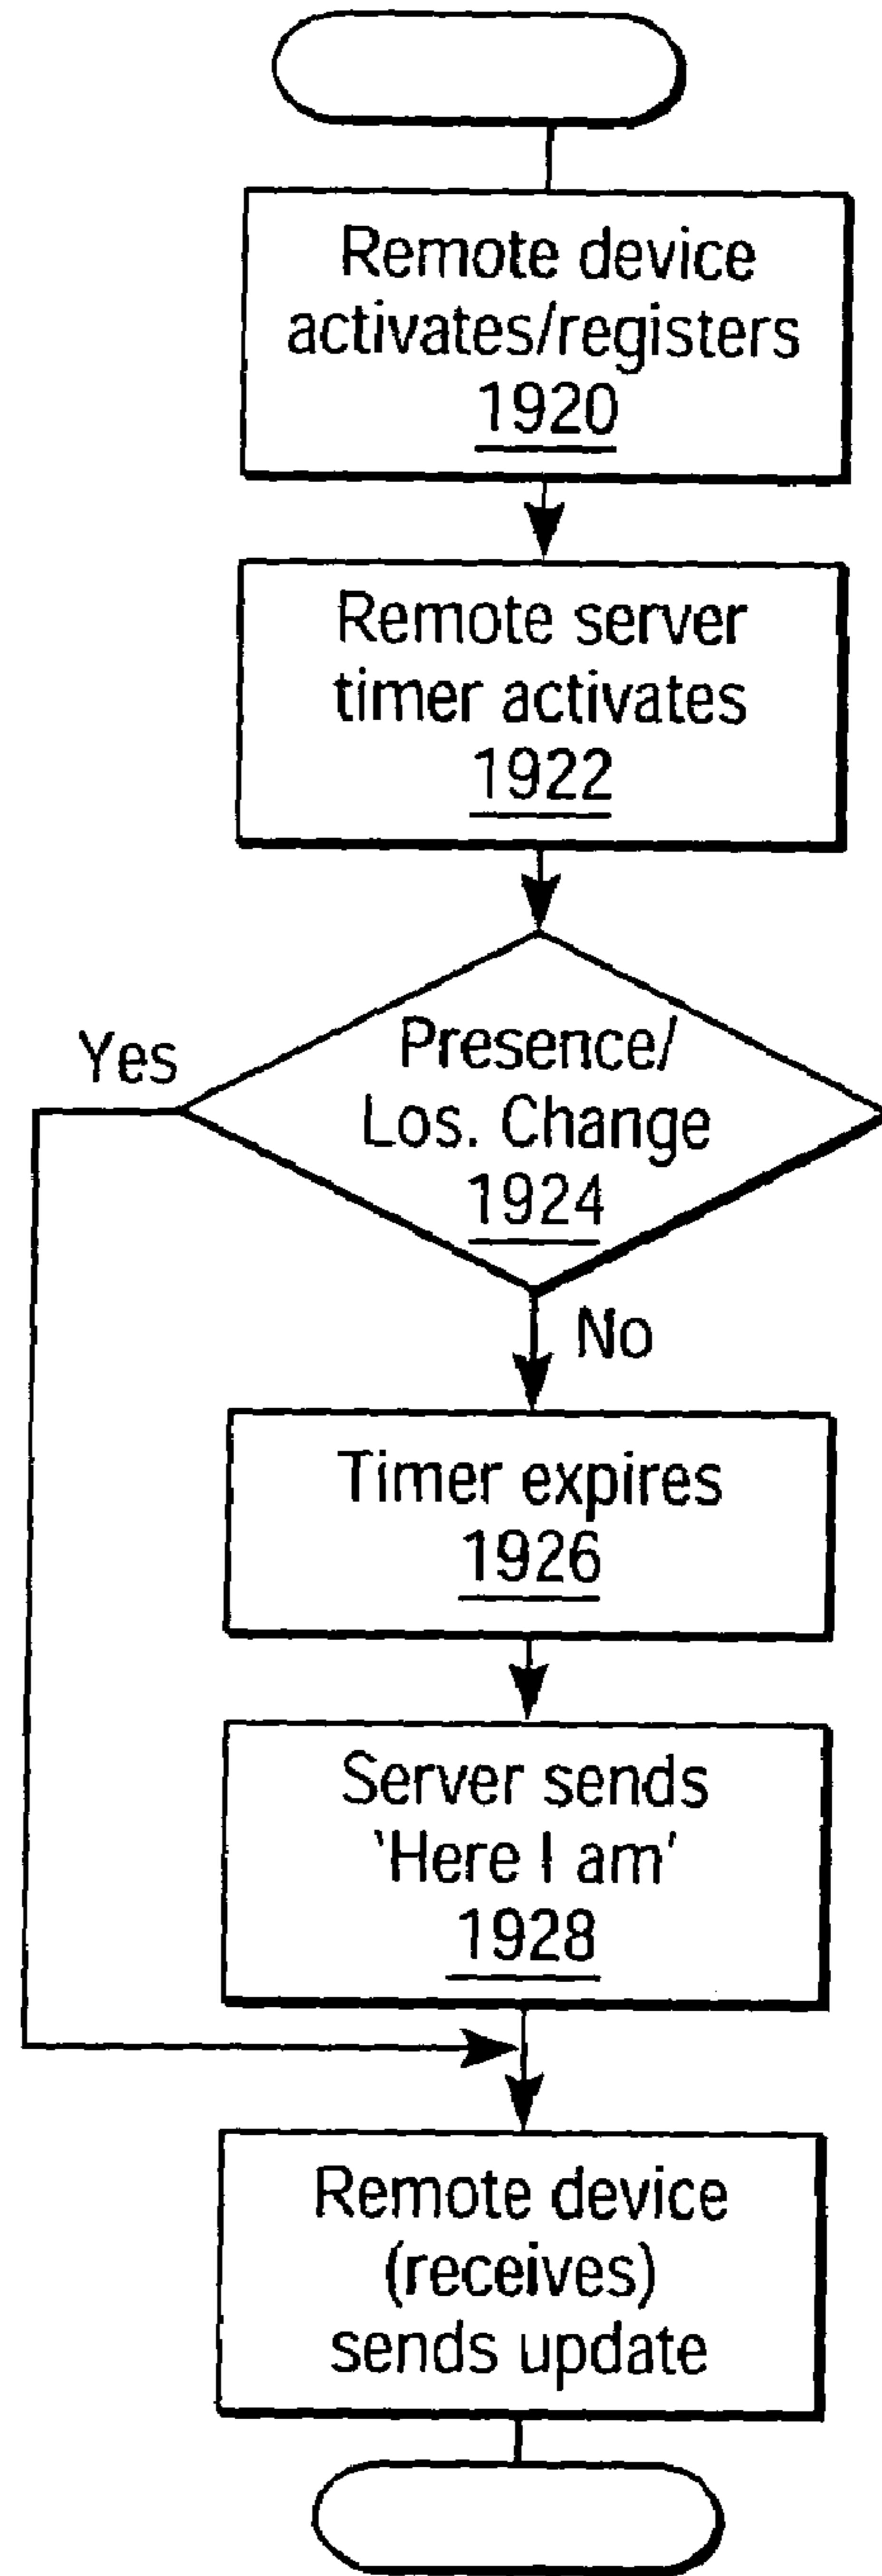 Remote device
activates/registers
1920
Remote server
timer activates
1922
Yes
Presence/
Los. Change
1924
No
Timer expires
1926
Server sends
'Here I am'
1928
Remote device
(receives)
sends update